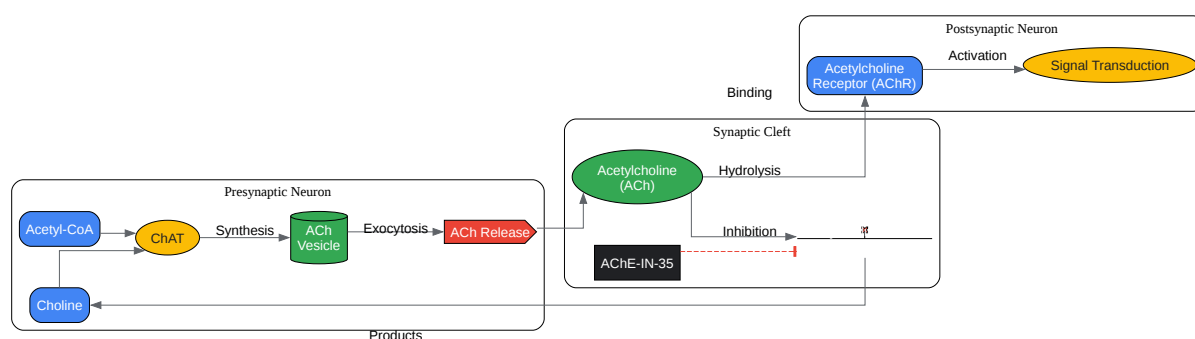 Postsynaptic Neuron
Acetylcholine
Receptor (AChR)
Activation
Signal Transduction
Binding
Synaptic Cleft
Acetylcholine
(ACh)
Hydrolysis
Inhibition
AChE-IN-35
Presynaptic Neuron
Acetyl-CoA
ChAT
Synthesis
ACh
Vesicle
Exocytosis
ACh Release
Choline
Products